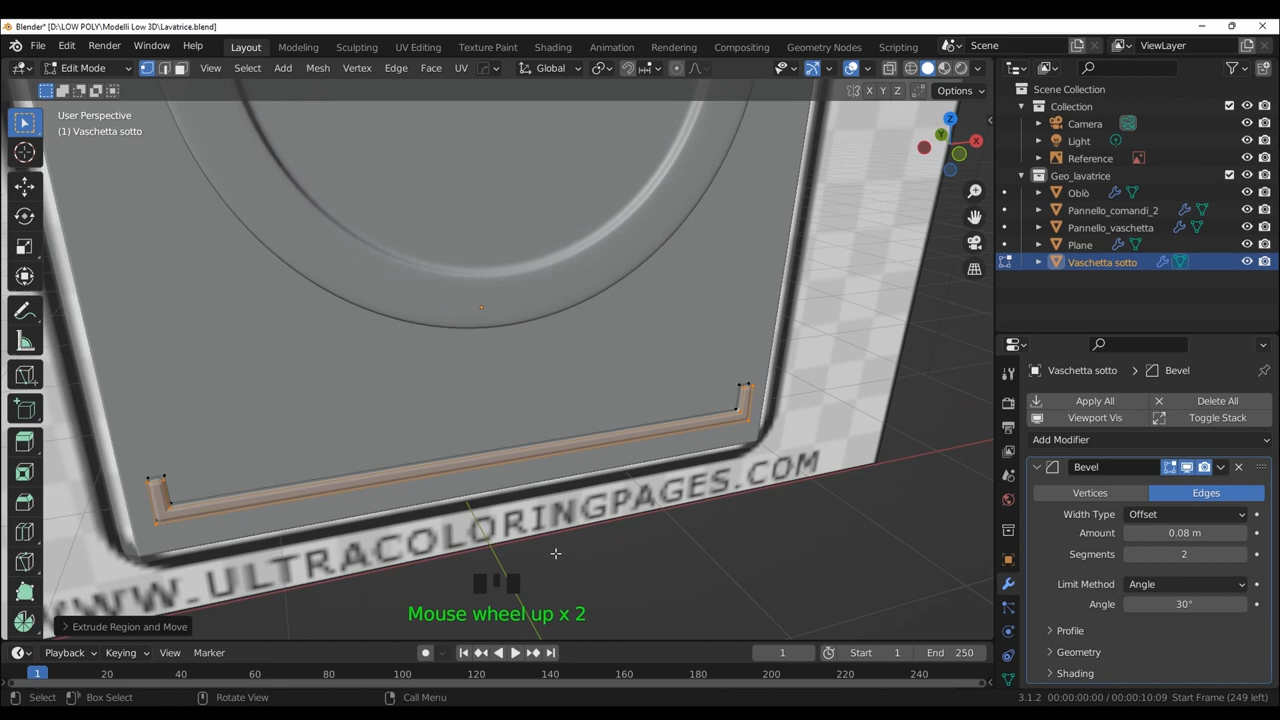 Blender* [D:\LOW POLY\Modelli Low 3D\Lavatrice.blend]
File Edit Render Window Help Layout Modeling Sculpting UV Editing Texture Paint Shading Animation Rendering Compositing Geometry Nodes Scripting Scene ViewLayer
Edit Mode View Select Add Mesh Vertex Edge Face UV Global
X Y Z Options
User Perspective
(1) Vaschetta sotto
Z
Y
X
Scene Collection
Collection
Camera
Light
Reference
Geo_lavatrice
Oblò
Pannello_comandi_2
Pannello_vaschetta
Plane
Vaschetta sotto
Vaschetta sotto Bevel
Apply All Delete All
Viewport Vis Toggle Stack
Add Modifier
Bevel
Vertices Edges
Width Type Offset
Amount 0.08 m
Segments 2
Limit Method Angle
Angle 30°
Profile
Geometry
Shading
WWW.ULTRACOLORINGPAGES.COM
Mouse wheel up x 2
Extrude Region and Move
Playback Keying View Marker 1 Start 1 End 250
1 20 40 60 80 100 120 140 160 180 200 220 240
Select Box Select Rotate View Call Menu 3.1.2 00:00:00:00 / 00:00:10:09 Start Frame (249 left)